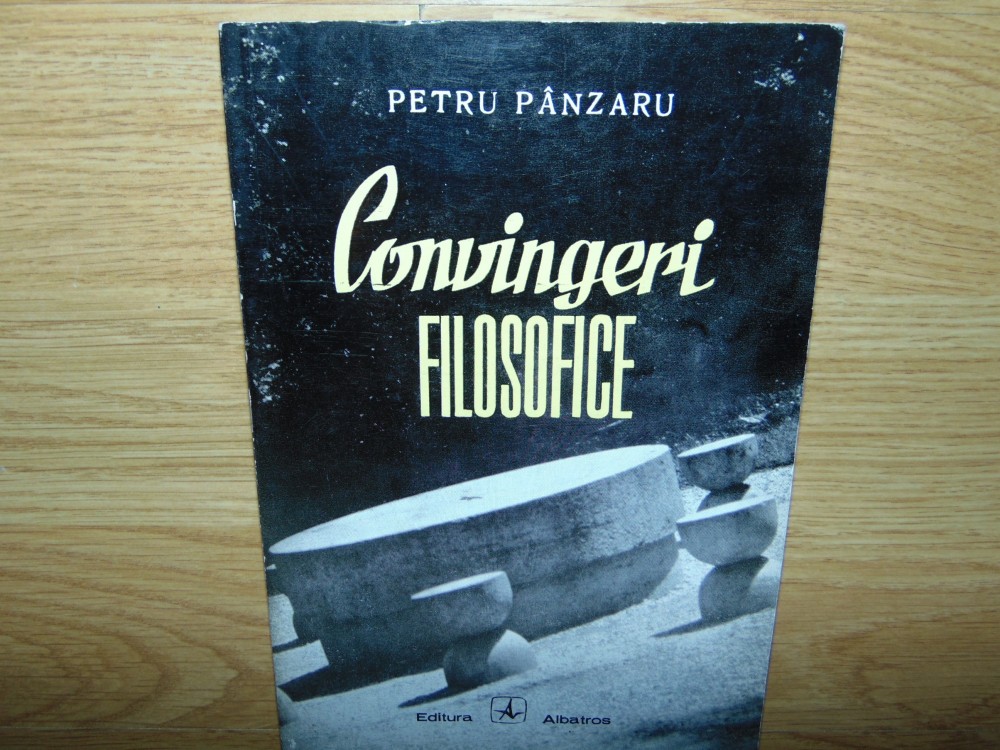 PETRU PÂNZARU
Convingeri
FILOSOFICE
Editura Albatros